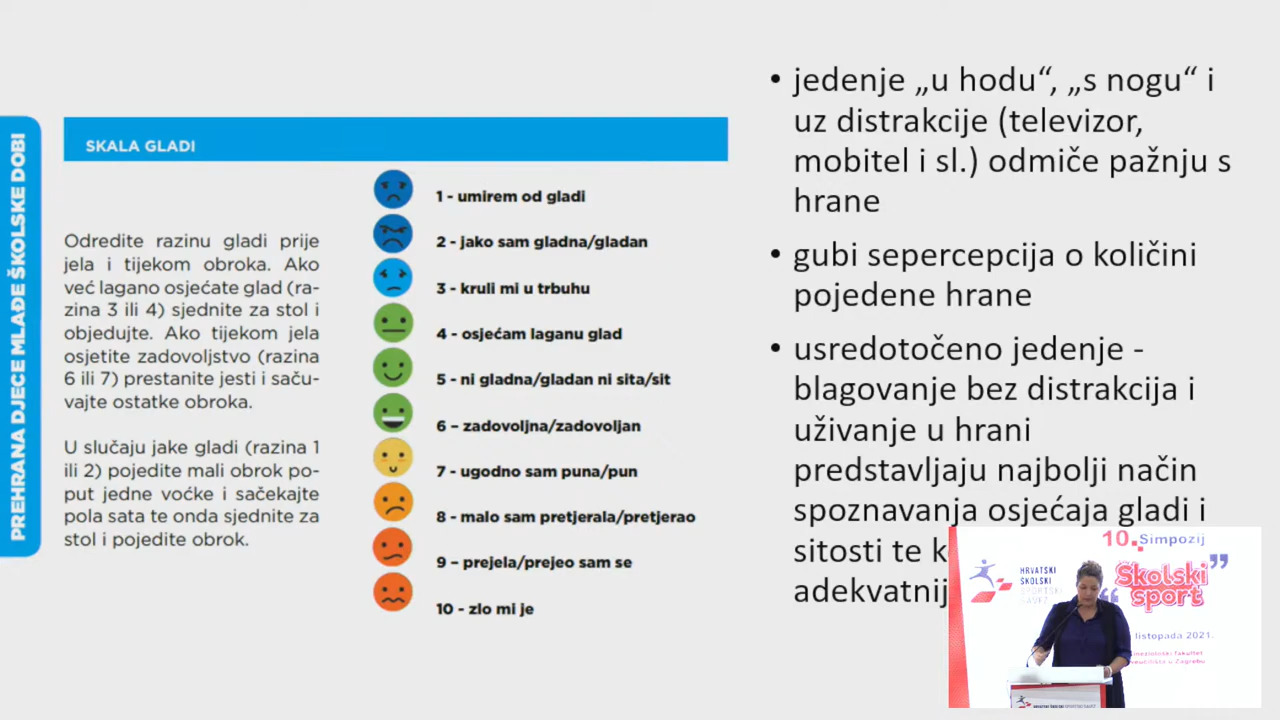 PREHRANA DJECE MLAĐE ŠKOLSKE DOBI
SKALA GLADI
Odredite razinu gladi prije
jela i tijekom obroka. Ako
već lagano osjećate glad (ra-
zina 3 ili 4) sjednite za stol i
objedujte. Ako tijekom jela
osjetite zadovoljstvo (razina
6 ili 7) prestanite jesti i saču-
vajte ostatke obroka.
U slučaju jake gladi (razina 1
ili 2) pojedite mali obrok po-
put jedne voćke i sačekajte
pola sata te onda sjednite za
stol i pojedite obrok.
1 - umirem od gladi
2 - jako sam gladna/gladan
3 - kruli mi u trbuhu
4 - osjećam laganu glad
5 - ni gladna/gladan ni sita/sit
6 – zadovoljna/zadovoljan
7 - ugodno sam puna/pun
8 - malo sam pretjerala/pretjerao
9 – prejela/prejeo sam se
10 - zlo mi je
• jedenje „u hodu“, „s nogu“ i
uz distrakcije (televizor,
mobitel i sl.) odmiče pažnju s
hrane
• gubi sepercepcija o količini
pojedene hrane
• usredotočeno jedenje -
blagovanje bez distrakcija i
uživanje u hrani
predstavljaju najbolji način
spoznavanja osjećaja gladi i
sitosti te
adekvatnij
10. Simpozij
HRVATSKI
ŠKOLSKI
SPORTSKI
SAVEZ
„Školski
sport”
listopada 2021.